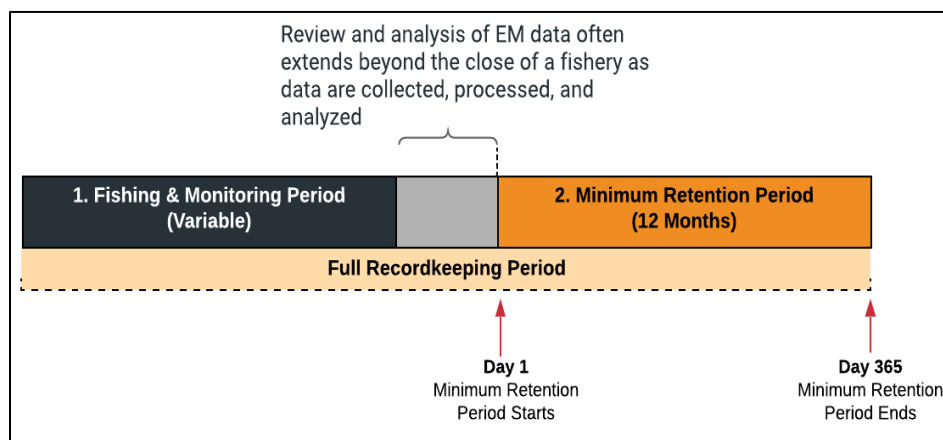 Review and analysis of EM data often
extends beyond the close of a fishery as
data are collected, processed, and
analyzed
1. Fishing & Monitoring Period
(Variable)
2. Minimum Retention Period
(12 Months)
Full Recordkeeping Period
Day 1
Minimum Retention
Period Starts
Day 365
Minimum Retention
Period Ends